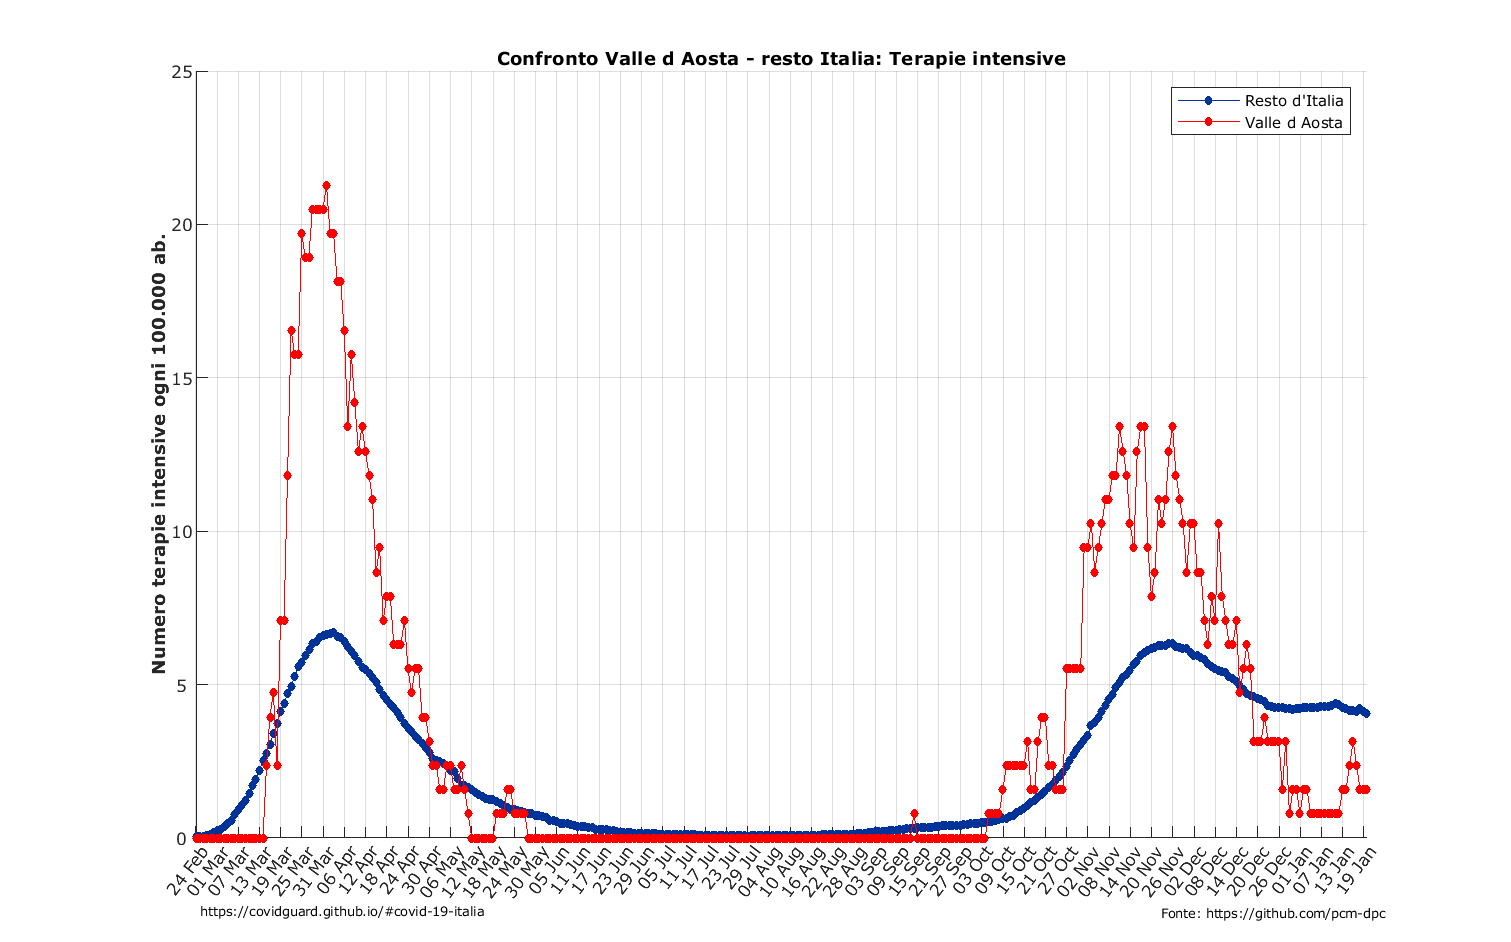 Confronto Valle d Aosta - resto Italia: Terapie intensive
Resto d'Italia
Valle d Aosta
Numero terapie intensive ogni 100.000 ab.
25
20
15
10
5
0
24 Feb
01 Mar
07 Mar
13 Mar
19 Mar
25 Mar
31 Mar
06 Apr
12 Apr
18 Apr
24 Apr
30 Apr
06 May
12 May
18 May
24 May
30 May
05 Jun
11 Jun
17 Jun
23 Jun
29 Jun
05 Jul
11 Jul
17 Jul
23 Jul
29 Jul
04 Aug
10 Aug
16 Aug
22 Aug
28 Aug
03 Sep
09 Sep
15 Sep
21 Sep
27 Sep
03 Oct
09 Oct
15 Oct
21 Oct
27 Oct
02 Nov
08 Nov
14 Nov
20 Nov
26 Nov
02 Dec
08 Dec
14 Dec
20 Dec
26 Dec
01 Jan
07 Jan
13 Jan
19 Jan
https://covidguard.github.io/#covid-19-italia
Fonte: https://github.com/pcm-dpc